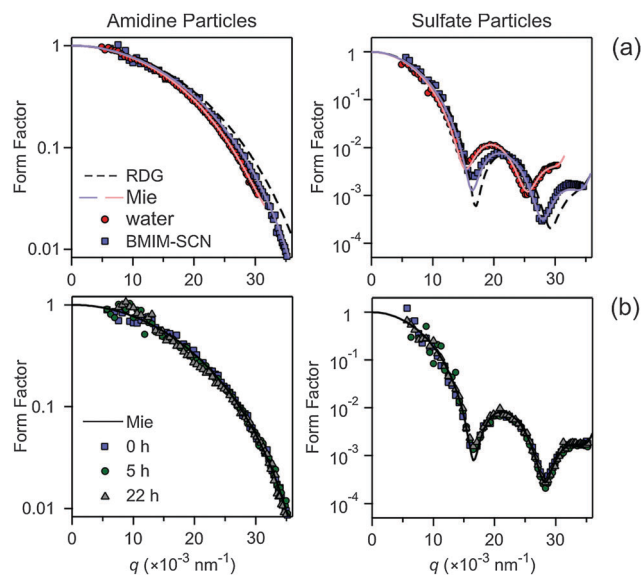 Amidine Particles
Sulfate Particles
(a)
Form Factor
1
0.1
0.01
0 10 20 30
RDG
Mie
water
BMIM-SCN
Form Factor
1
10⁻¹
10⁻²
10⁻³
10⁻⁴
0 10 20 30
(b)
Form Factor
1
0.1
0.01
0 10 20 30
q (×10⁻³ nm⁻¹)
Mie
0 h
5 h
22 h
Form Factor
1
10⁻¹
10⁻²
10⁻³
10⁻⁴
0 10 20 30
q (×10⁻³ nm⁻¹)